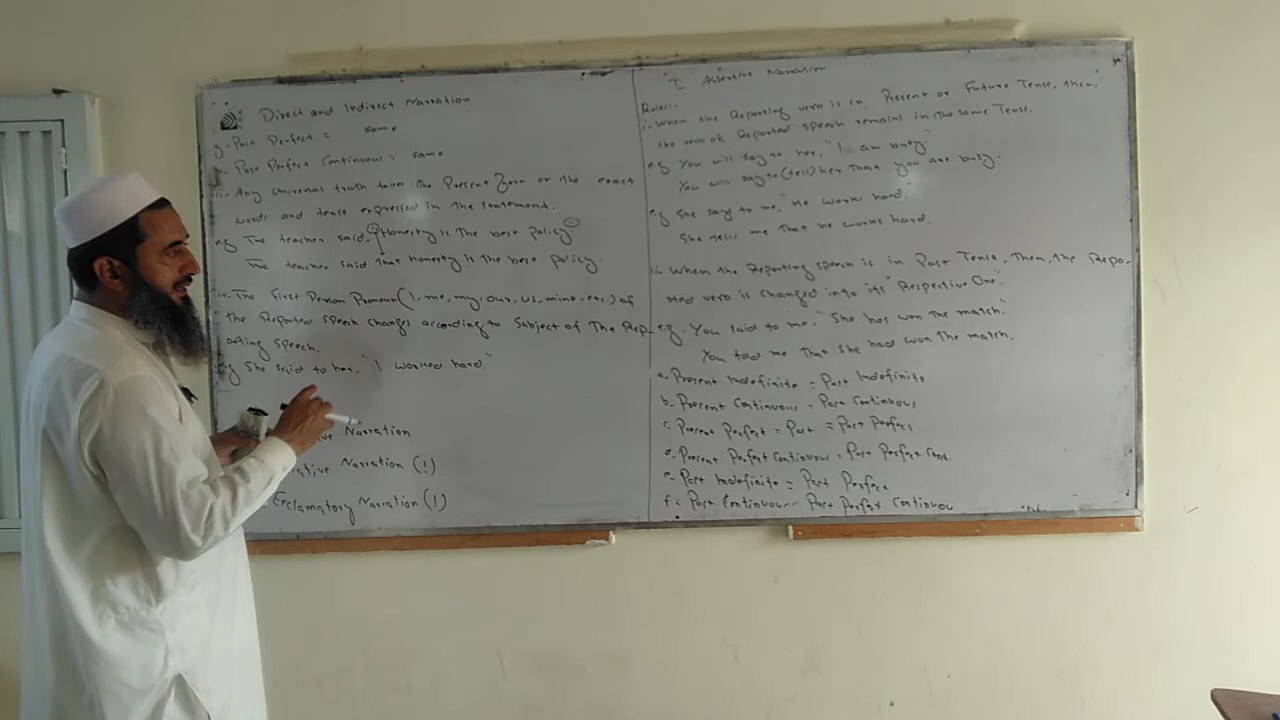 Direct and Indirect Narration
g- Past Perfect = same
h- Past Perfect Continuous = same
iii- Any universal truth takes The Present form or the exact
words and tense expressed in The statement.
e.g The teacher said, "Honesty is The best policy"
The teacher said That honesty is The best policy.
iv- The First Person Pronoun (I, me, my, our, us, mine, etc.) of
the Reported speech changes according to Subject of The Rep-
orting speech.
e.g She said to her, "I worked hard."
ive Narration
ative Narration (!)
Exclamatory Narration (!)
I Assertive Narration
Rules:-
i- When the Reporting verb is in Present or Future Tense, then,
the verb of Reported speech remains in The same Tense.
e.g You will say to her, "I am busy."
You will say to (tell) her That you are busy.
e.g She says to me, "He works hard."
She tells me That he works hard.
ii- When the Reporting speech is in Past Tense, Then, the Repo-
rted verb is changed into its "Respective One".
e.g. You said to me, "She has won The match."
You told me That she had won The match.
a. Present Indefinite = Past Indefinite
b. Present Continuous = Past Continuous
c. Present Perfect = Past = Past Perfect
d. Present Perfect Continuous = Past Perfect Cont.
e- Past Indefinite = Past Perfect
f- Past Continuous - Past Perfect Continuou